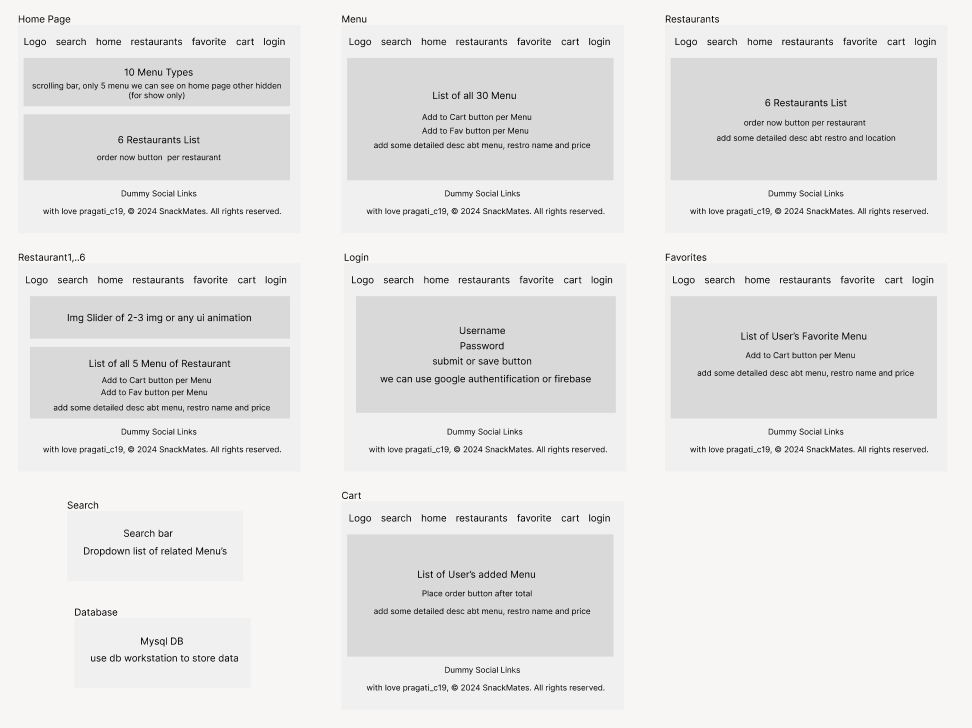 Home Page
Logo search home restaurants favorite cart login
10 Menu Types
scrolling bar, only 5 menu we can see on home page other hidden
(for show only)
6 Restaurants List
order now button per restaurant
Dummy Social Links
with love pragati_c19, © 2024 SnackMates. All rights reserved.
Menu
Logo search home restaurants favorite cart login
List of all 30 Menu
Add to Cart button per Menu
Add to Fav button per Menu
add some detailed desc abt menu, restro name and price
Dummy Social Links
with love pragati_c19, © 2024 SnackMates. All rights reserved.
Restaurants
Logo search home restaurants favorite cart login
6 Restaurants List
order now button per restaurant
add some detailed desc abt restro and location
Dummy Social Links
with love pragati_c19, © 2024 SnackMates. All rights reserved.
Restaurant1,..6
Logo search home restaurants favorite cart login
Img Slider of 2-3 img or any ui animation
List of all 5 Menu of Restaurant
Add to Cart button per Menu
Add to Fav button per Menu
add some detailed desc abt menu, restro name and price
Dummy Social Links
with love pragati_c19, © 2024 SnackMates. All rights reserved.
Login
Logo search home restaurants favorite cart login
Username
Password
submit or save button
we can use google authentification or firebase
Dummy Social Links
with love pragati_c19, © 2024 SnackMates. All rights reserved.
Favorites
Logo search home restaurants favorite cart login
List of User's Favorite Menu
Add to Cart button per Menu
add some detailed desc abt menu, restro name and price
Dummy Social Links
with love pragati_c19, © 2024 SnackMates. All rights reserved.
Search
Search bar
Dropdown list of related Menu's
Database
Mysql DB
use db workstation to store data
Cart
Logo search home restaurants favorite cart login
List of User's added Menu
Place order button after total
add some detailed desc abt menu, restro name and price
Dummy Social Links
with love pragati_c19, © 2024 SnackMates. All rights reserved.